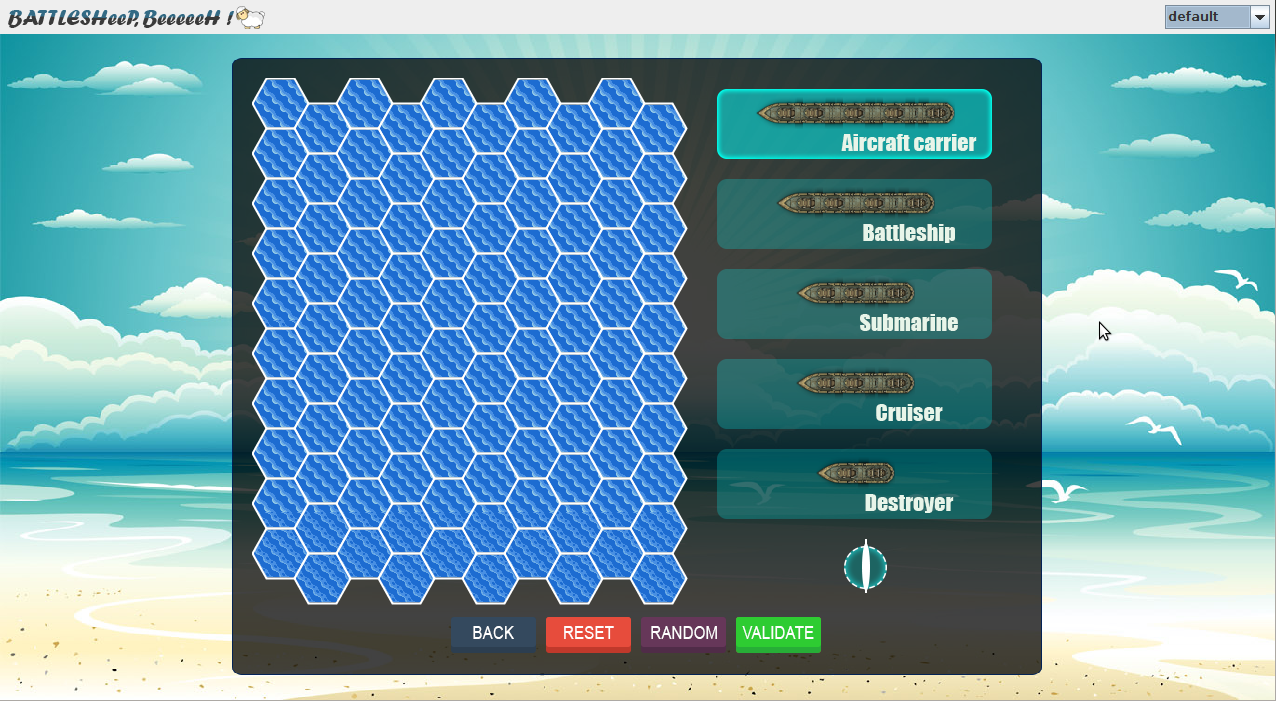 BATTLESHeeP, BeeeeeH !
default
Aircraft carrier
Battleship
Submarine
Cruiser
Destroyer
BACK
RESET
RANDOM
VALIDATE